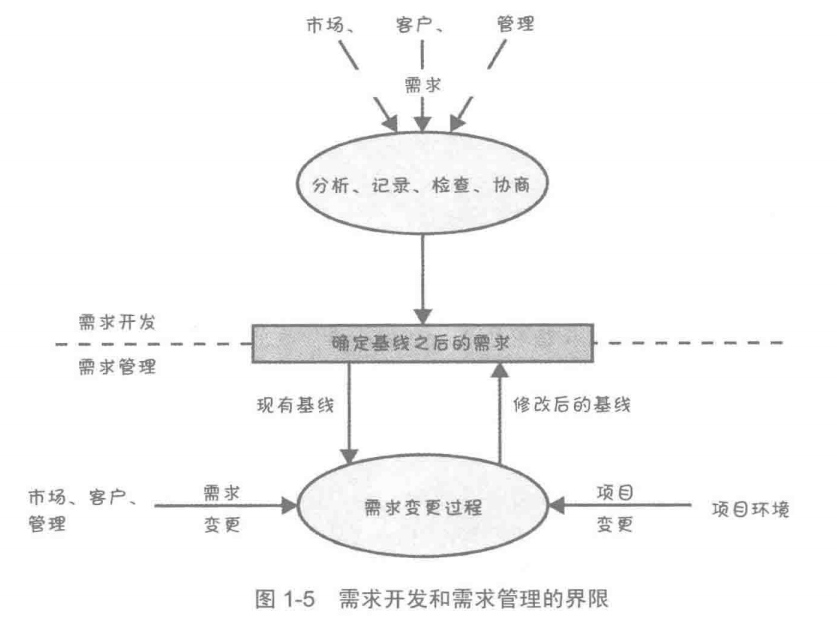 市场、 客户、 管理
需求
分析、记录、检查、协商
需求开发
确定基线之后的需求
需求管理
现有基线
修改后的基线
市场、客户、
管理
需求
变更
需求变更过程
项目
变更
项目环境
图 1-5 需求开发和需求管理的界限